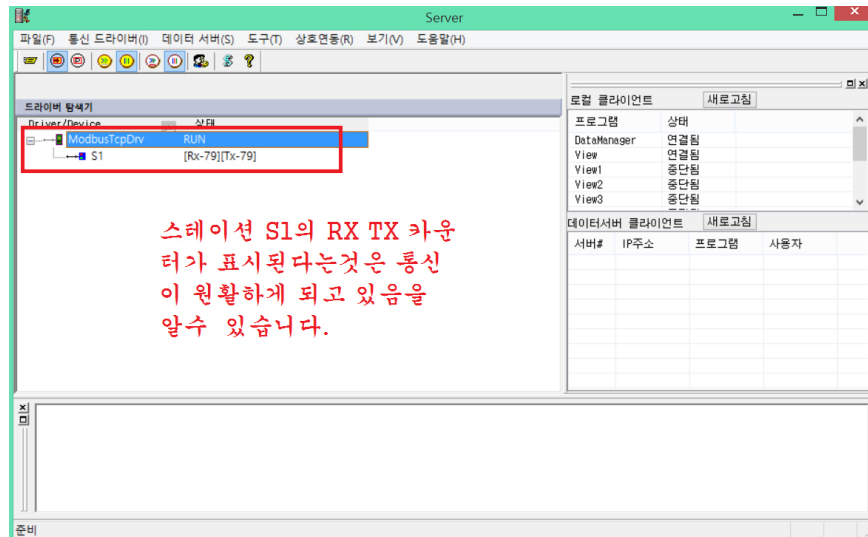 Server
파일(F) 통신 드라이버(I) 데이터 서버(S) 도구(T) 상호연동(R) 보기(V) 도움말(H)
드라이버 탐색기
Driver/Device 상태
ModbusTcpDrv RUN
S1 [Rx-79][Tx-79]
스테이션 S1의 RX TX 카운
터가 표시된다는것은 통신
이 원활하게 되고 있음을
알수 있습니다.
로컬 클라이언트 새로고침
프로그램 상태
DataManager 연결됨
View 연결됨
View1 중단됨
View2 중단됨
View3 중단됨
데이터서버 클라이언트 새로고침
서버# IP주소 프로그램 사용자
준비